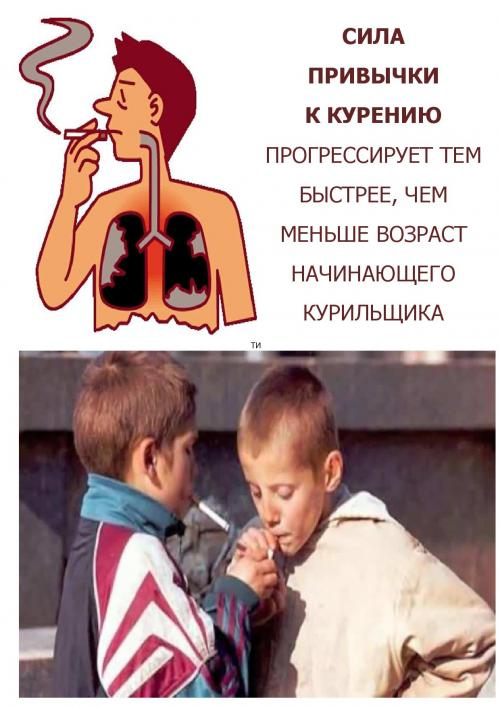 СИЛА
ПРИВЫЧКИ
К КУРЕНИЮ
ПРОГРЕССИРУЕТ ТЕМ
БЫСТРЕЕ, ЧЕМ
МЕНЬШЕ ВОЗРАСТ
НАЧИНАЮЩЕГО
КУРИЛЬЩИКА
ти